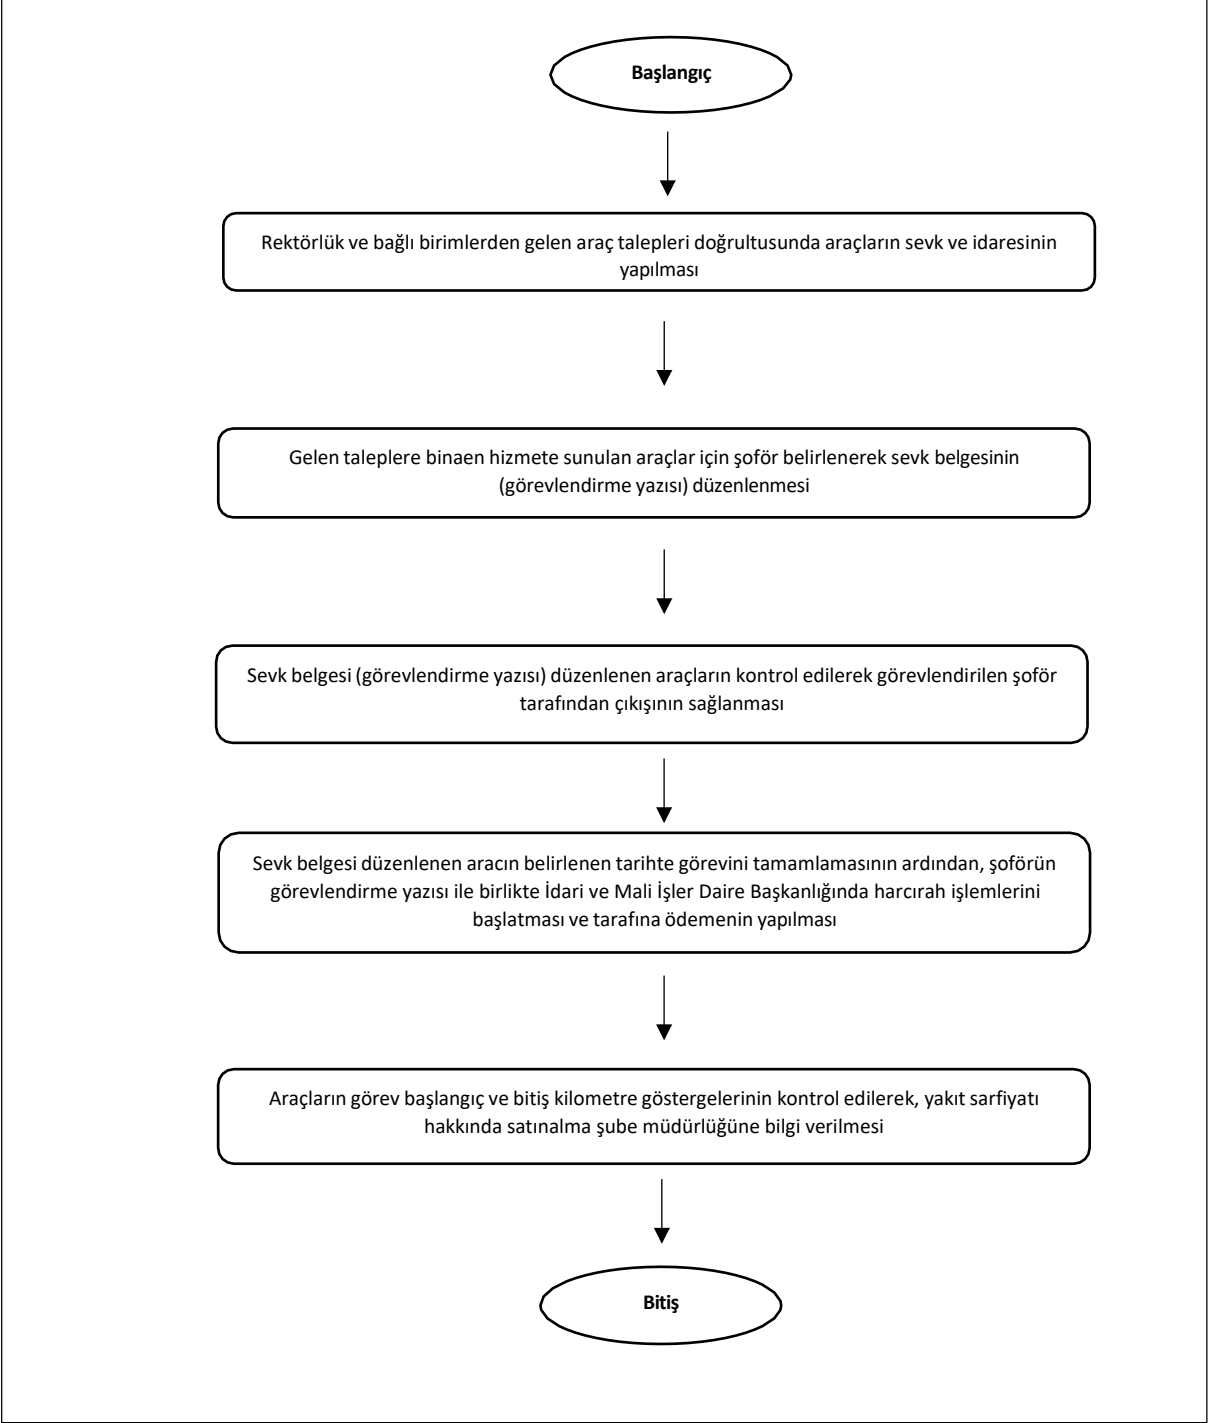 Başlangıç
Rektörlük ve bağlı birimlerden gelen araç talepleri doğrultusunda araçların sevk ve idaresinin
yapılması
Gelen taleplere binaen hizmete sunulan araçlar için şoför belirlenerek sevk belgesinin
(görevlendirme yazısı) düzenlenmesi
Sevk belgesi (görevlendirme yazısı) düzenlenen araçların kontrol edilerek görevlendirilen şoför
tarafından çıkışının sağlanması
Sevk belgesi düzenlenen aracın belirlenen tarihte görevini tamamlamasının ardından, şoförün
görevlendirme yazısı ile birlikte İdari ve Mali İşler Daire Başkanlığında harcırah işlemlerini
başlatması ve tarafına ödemenin yapılması
Araçların görev başlangıç ve bitiş kilometre göstergelerinin kontrol edilerek, yakıt sarfiyatı
hakkında satınalma şube müdürlüğüne bilgi verilmesi
Bitiş